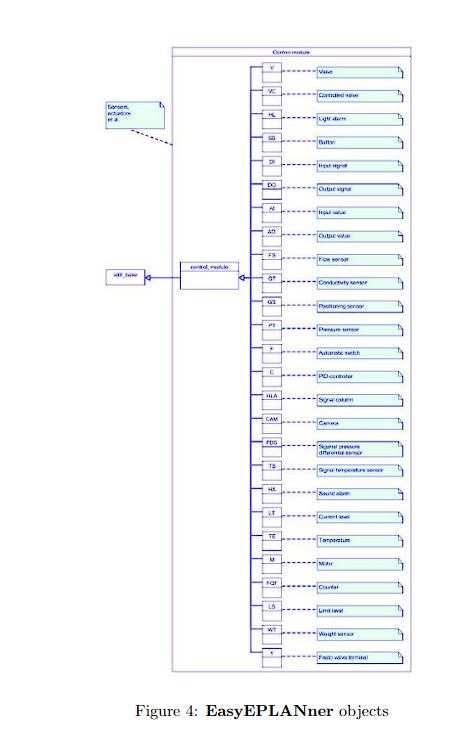 Control module
Sensors,
actuators
et al.
s88_base
control_module
V
Valve
VC
Controlled valve
HL
Light alarm
SB
Button
DI
Input signal
DO
Output signal
AI
Input value
AO
Output value
FS
Flow sensor
QT
Conductivity sensor
GS
Positioning sensor
PT
Pressure sensor
F
Automatic switch
C
PID-controller
HLA
Signal column
CAM
Camera
PDS
Signal pressure
differential sensor
TS
Signal temperature sensor
HA
Sound alarm
LT
Current level
TE
Temperature
M
Motor
FQT
Counter
LS
Limit level
WT
Weight sensor
Y
Festo valve terminal
Figure 4: EasyEPLANner objects